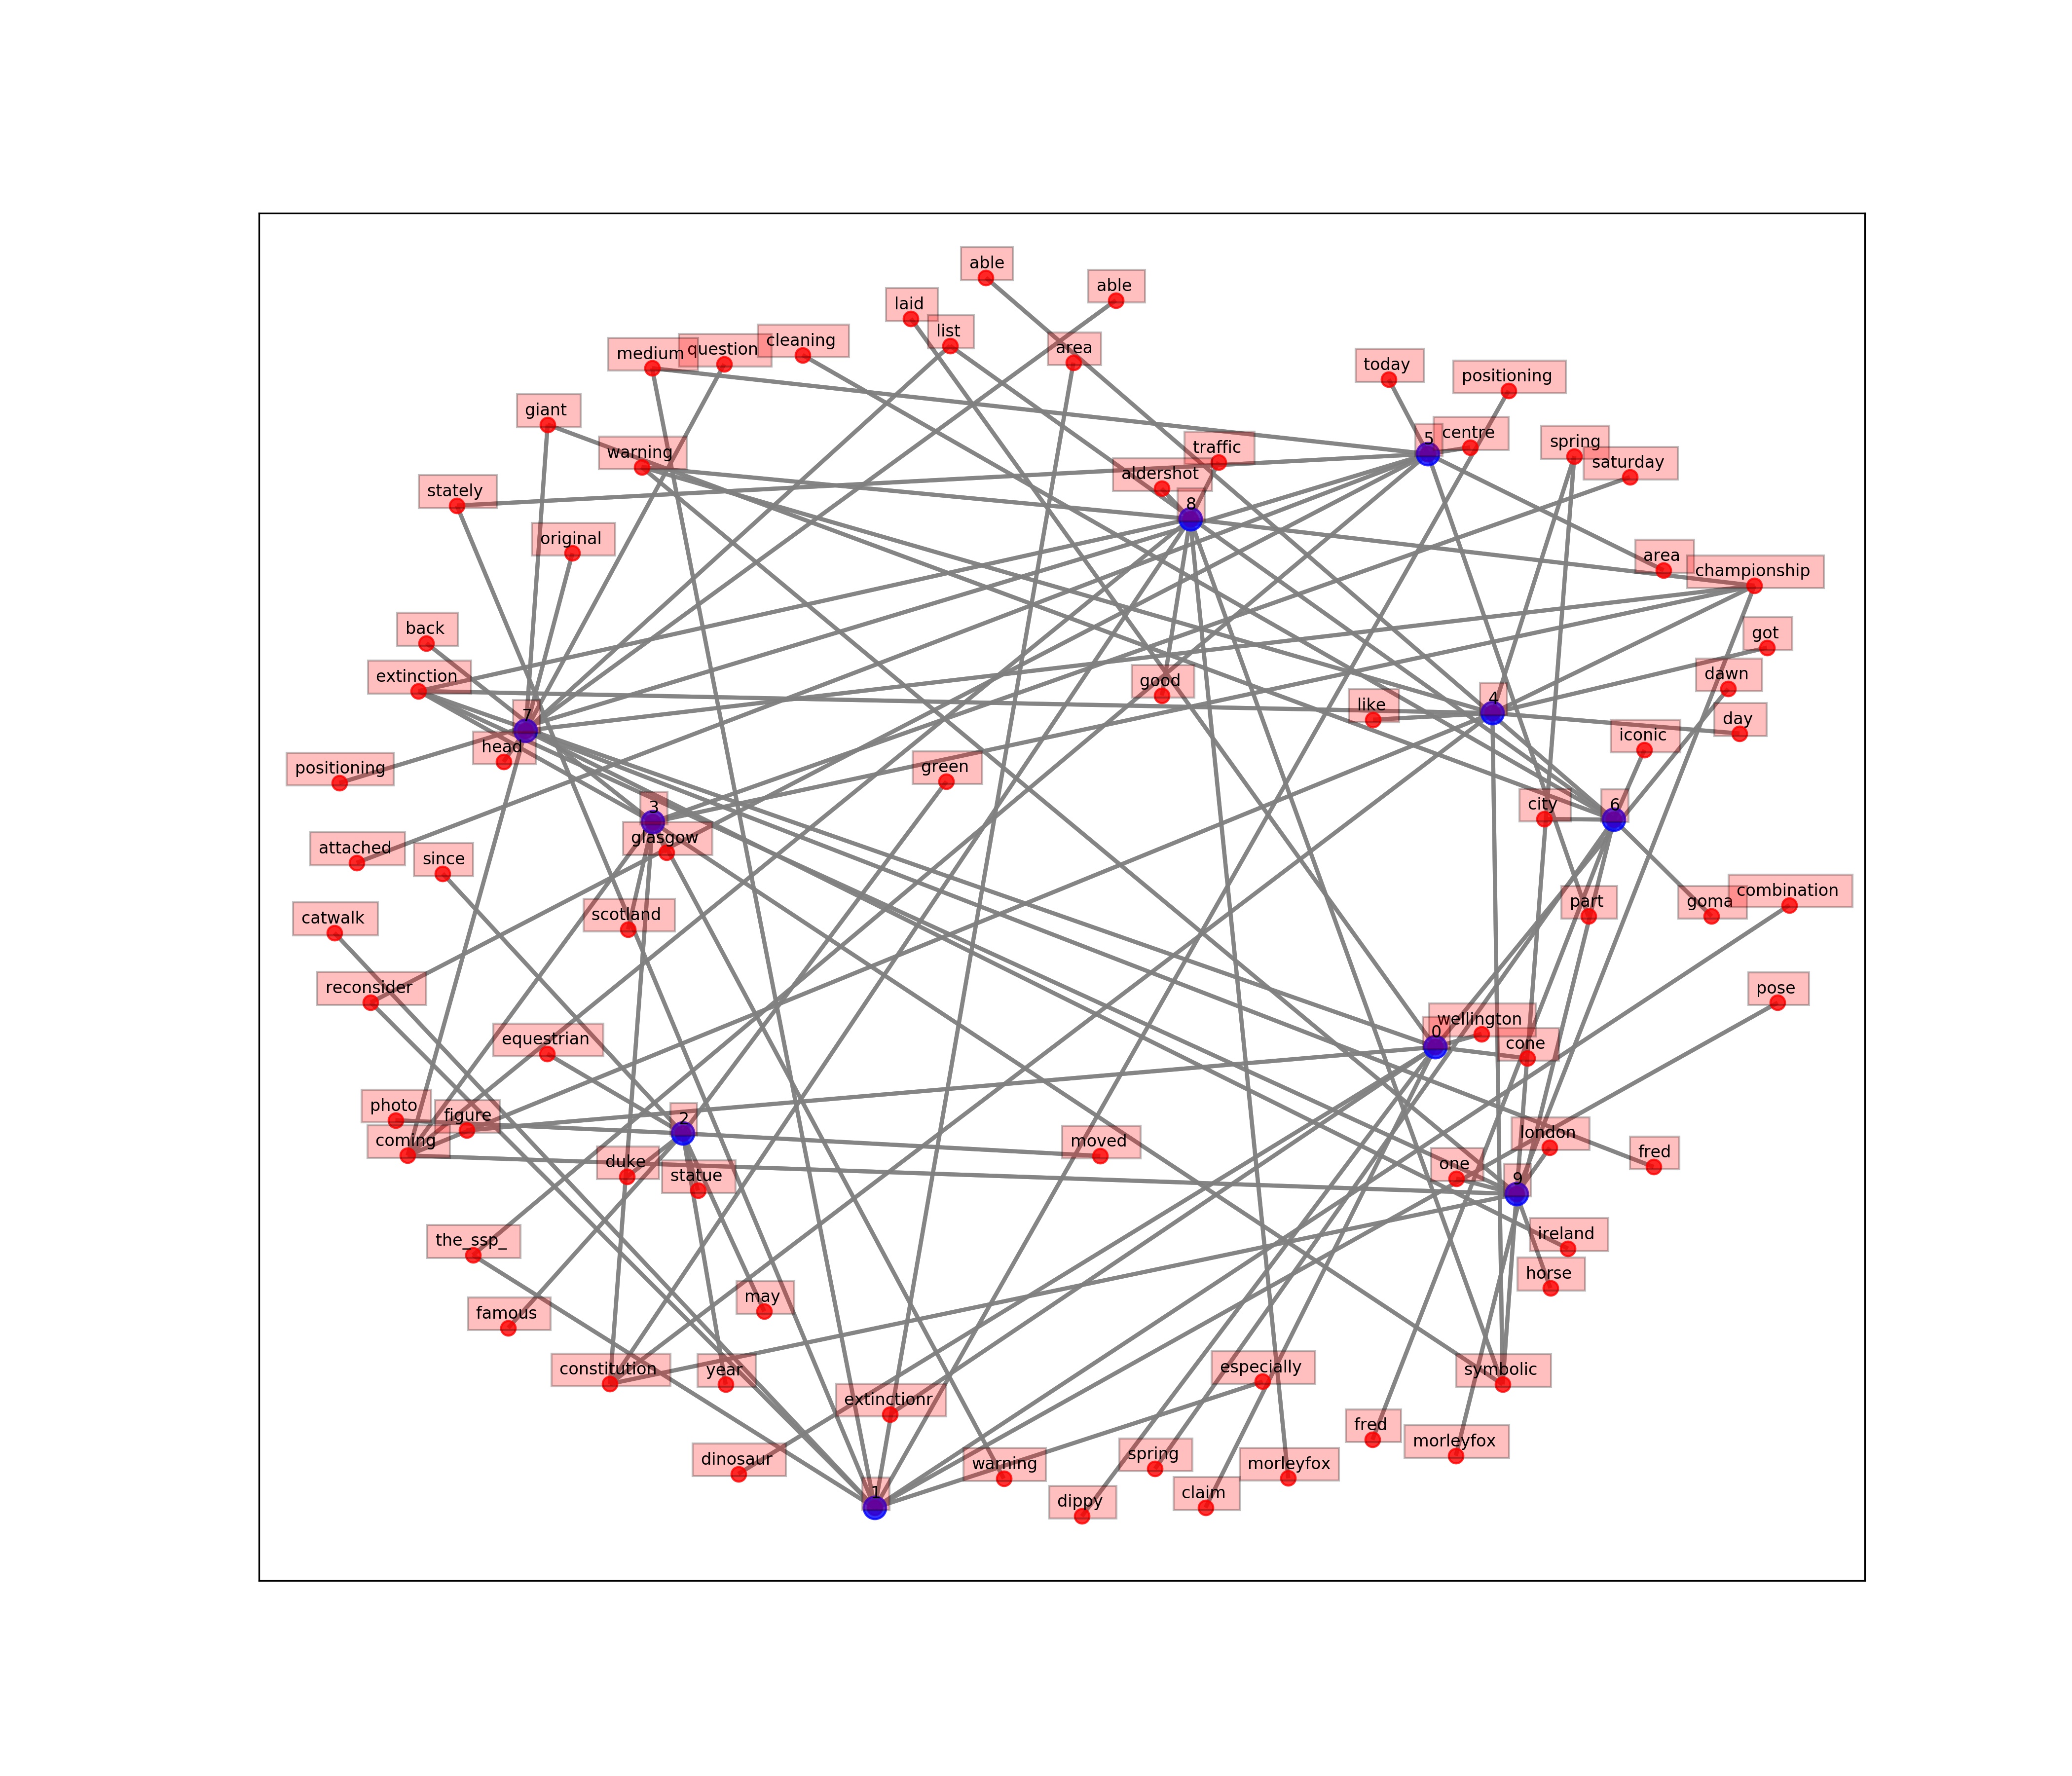 able
able
laid
list
cleaning
question
medium
area
today
positioning
giant
centre
5
spring
traffic
warning
saturday
aldershot
stately
8
original
area
championship
back
got
extinction
dawn
good
4
like
7
day
iconic
head
green
positioning
city
6
3
glasgow
attached
since
combination
part
goma
scotland
catwalk
reconsider
pose
wellington
0
equestrian
cone
photo
figure
2
london
coming
moved
fred
duke
one
statue
9
ireland
the_ssp_
horse
may
famous
constitution
year
especially
symbolic
extinctionr
fred
morleyfox
spring
dinosaur
warning
morleyfox
1
claim
dippy